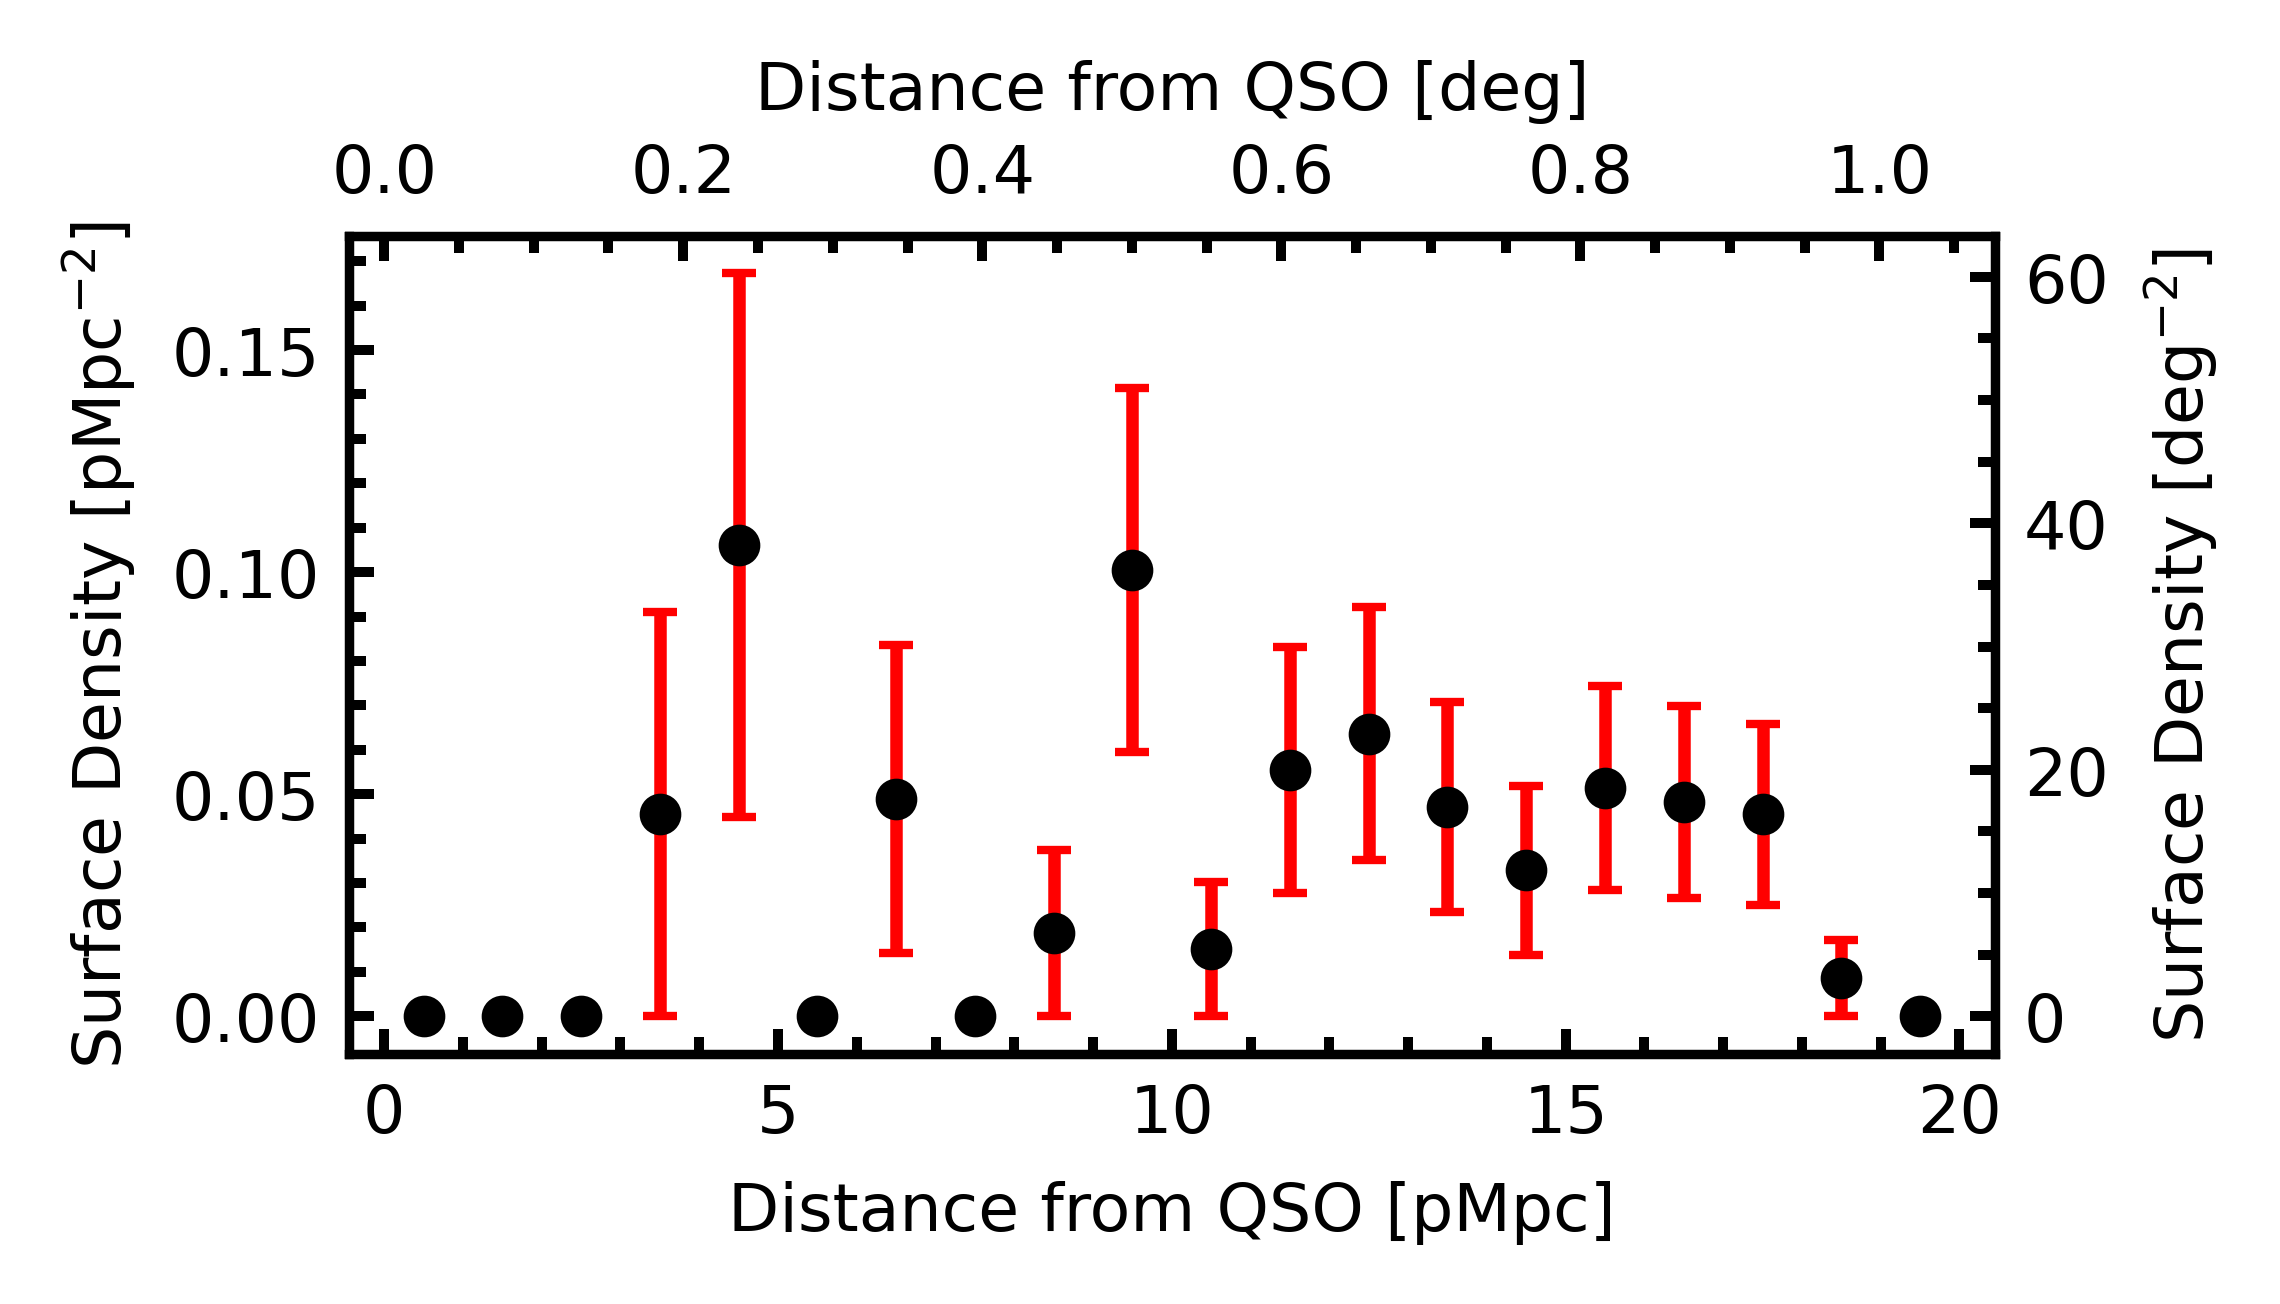 Distance from QSO [deg]
0.0 0.2 0.4 0.6 0.8 1.0
Surface Density [pMpc⁻²]
0.15
0.10
0.05
0.00
60
40
20
0
Surface Density [deg⁻²]
0 5 10 15 20
Distance from QSO [pMpc]